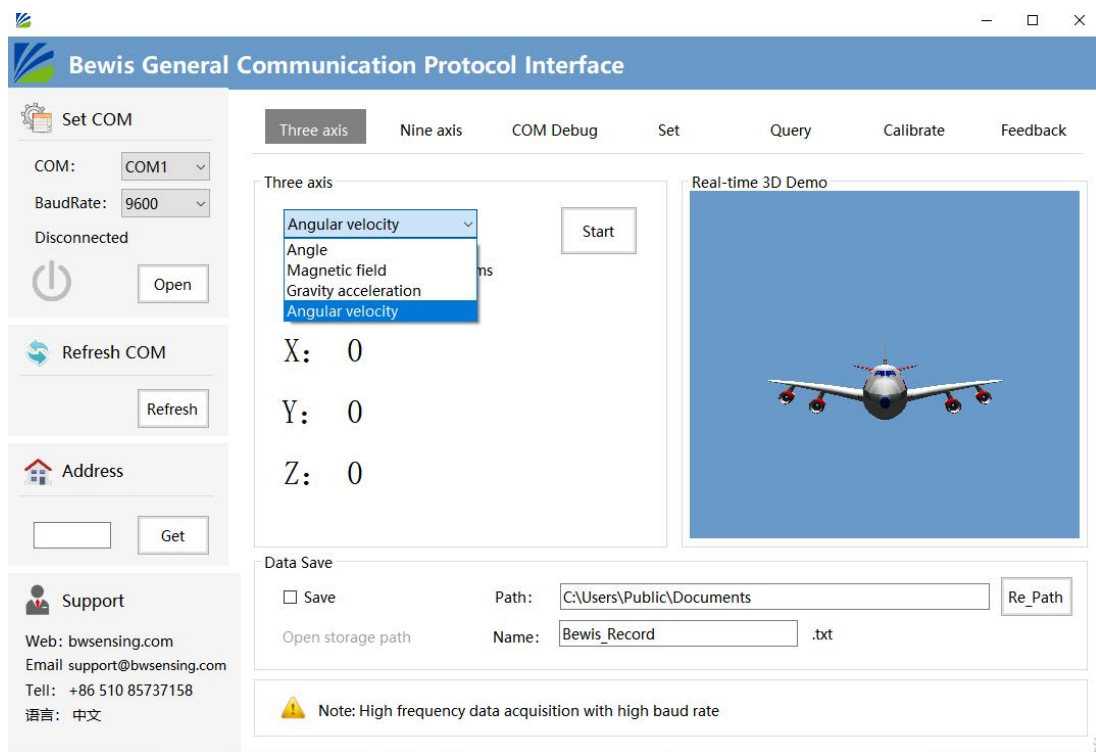 Bewis General Communication Protocol Interface
Set COM
COM: COM1
BaudRate: 9600
Disconnected
Open
Refresh COM
Refresh
Address
Get
Support
Web: bwsensing.com
Email support@bwsensing.com
Tell: +86 510 85737158
语言: 中文
Three axis Nine axis COM Debug Set Query Calibrate Feedback
Three axis
Angular velocity
Start
Angle
Magnetic field
Gravity acceleration
Angular velocity
X: 0
Y: 0
Z: 0
Real-time 3D Demo
Data Save
Save Path: C:\Users\Public\Documents Re_Path
Open storage path Name: Bewis_Record .txt
Note: High frequency data acquisition with high baud rate